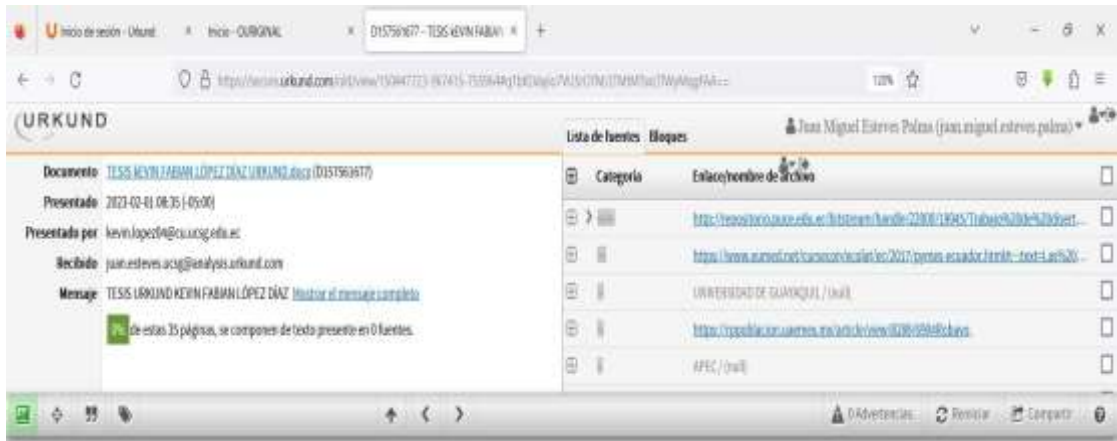 Inicio de sesión - Urkund
Inicio - OURIGINAL
D157561677 - TESIS KEVIN FABIAN
120%
URKUND
Juan Miguel Esteves Palma (juan.miguel.esteves.palma)
Lista de fuentes Bloques
Documento TESIS KEVIN FABIAN LÓPEZ DÍAZ URKUND.docx (D157561677)
Categoría Enlace/nombre de archivo
Presentado 2023-02-01 08:35 (-05:00)
Presentado por kevin.lopez04@cu.ucsg.edu.ec
Recibido juan.esteves.ucsg@analysis.urkund.com
Mensaje TESIS URKUND KEVIN FABIAN LÓPEZ DÍAZ Mostrar el mensaje completo
de estas 35 páginas, se componen de texto presente en 0 fuentes.
UNIVERSIDAD DE GUAYAQUIL / (null)
APEC / (null)
0 Advertencias Reiniciar Compartir